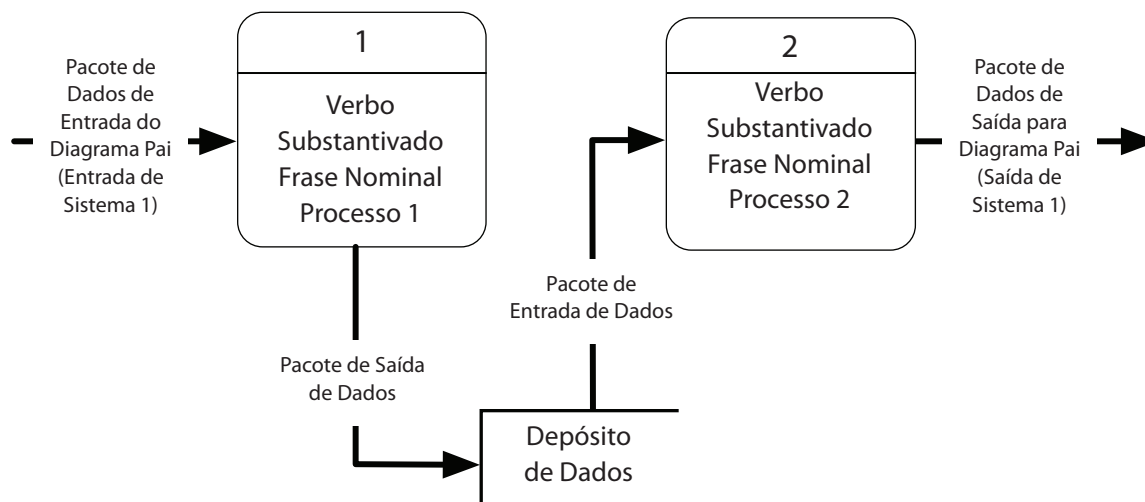 Pacote de
Dados de
Entrada do
Diagrama Pai
(Entrada de
Sistema 1)
1
Verbo
Substantivado
Frase Nominal
Processo 1
Pacote de Saída
de Dados
Depósito
de Dados
Pacote de
Entrada de Dados
2
Verbo
Substantivado
Frase Nominal
Processo 2
Pacote de
Dados de
Saída para
Diagrama Pai
(Saída de
Sistema 1)